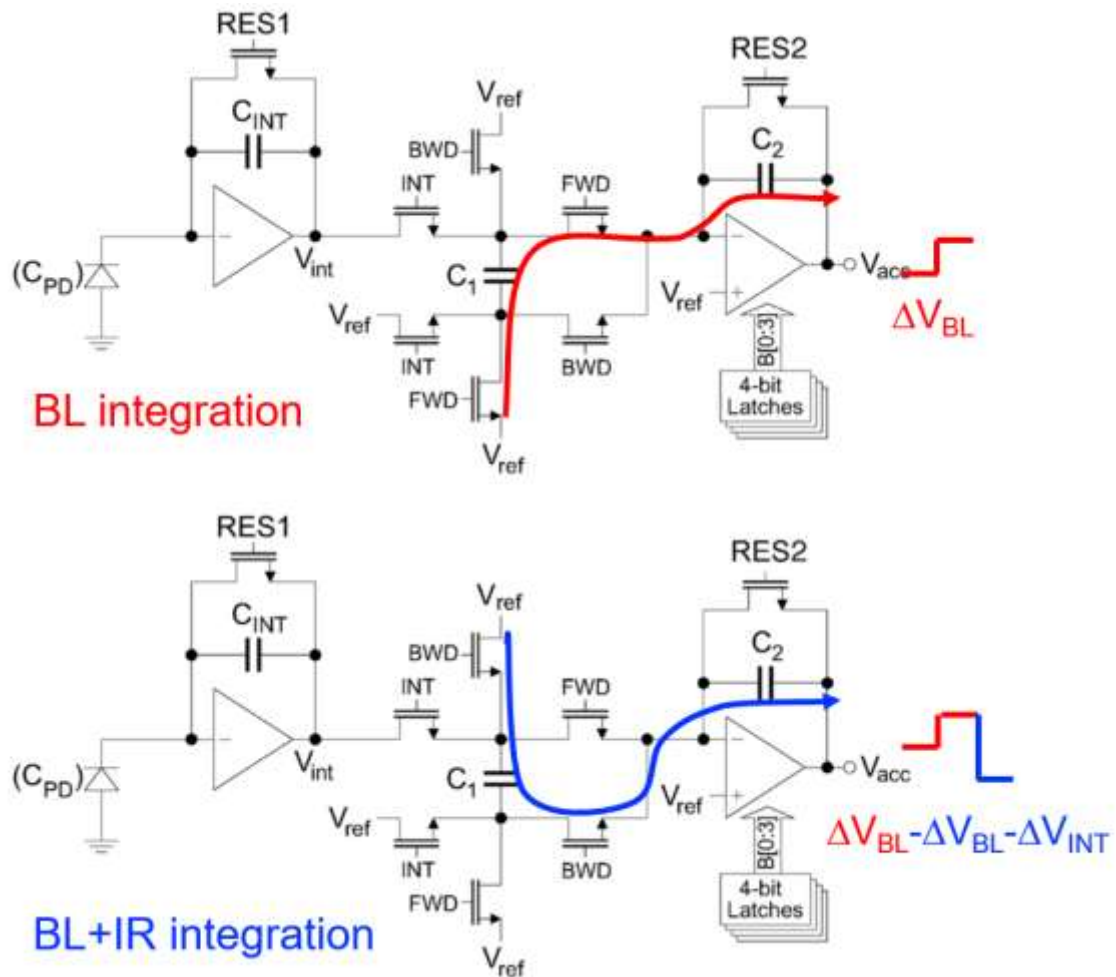 RES1
RES2
V_ref
C_INT
C_2
BWD
INT
FWD
(C_PD)
V_int
C_1
V_acc
V_ref
V_ref
ΔV_BL
INT
BWD
B[0:3]
BL integration
FWD
4-bit
Latches
V_ref
RES1
RES2
V_ref
C_INT
C_2
BWD
INT
FWD
(C_PD)
V_int
C_1
V_acc
V_ref
V_ref
ΔV_BL-ΔV_BL-ΔV_INT
INT
BWD
B[0:3]
FWD
4-bit
Latches
BL+IR integration
V_ref